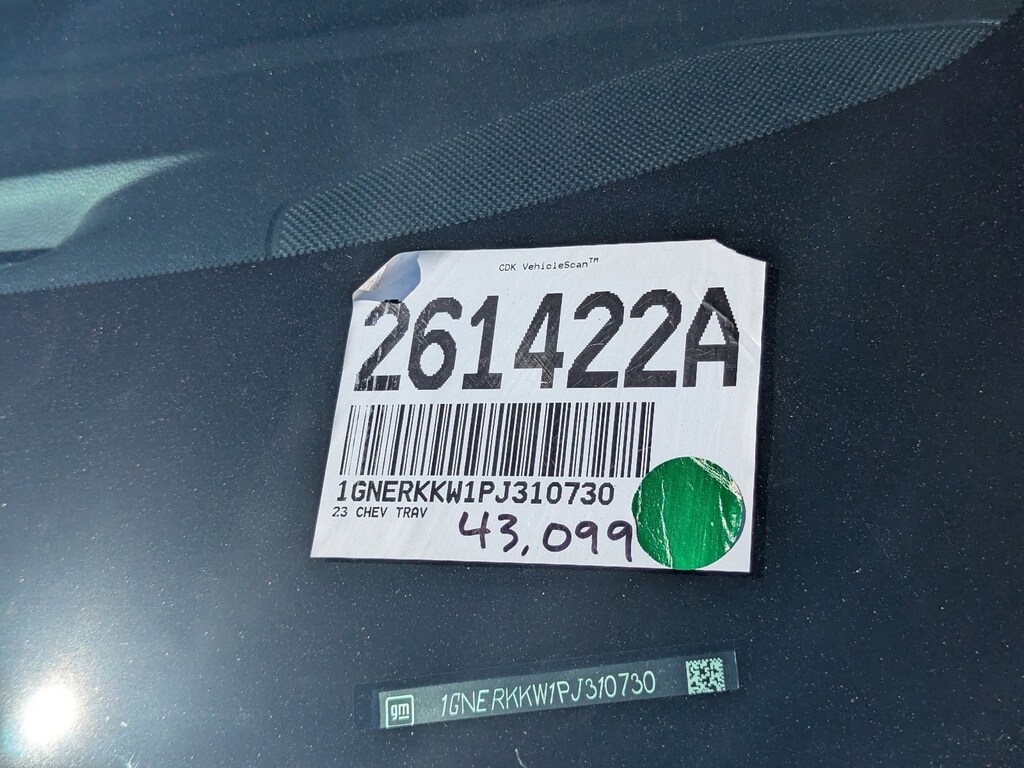 CDK VehicleScan™
261422A
1GNERKKW1PJ310730
23 CHEV TRAV
43,099
gm 1GNERKKW1PJ310730